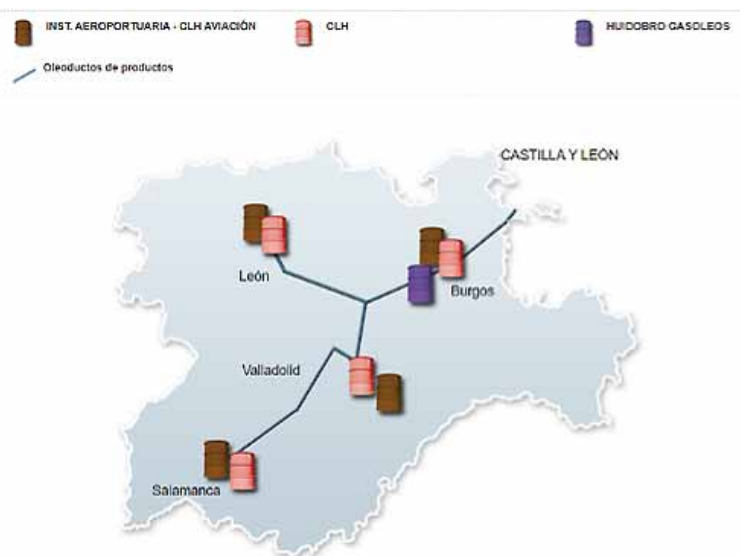 INST. AEROPORTUARIA - CLH AVIACIÓN
CLH
HUIDOBRO GASOLEOS
Oleoductos de productos
CASTILLA Y LEÓN
León
Burgos
Valladolid
Salamanca